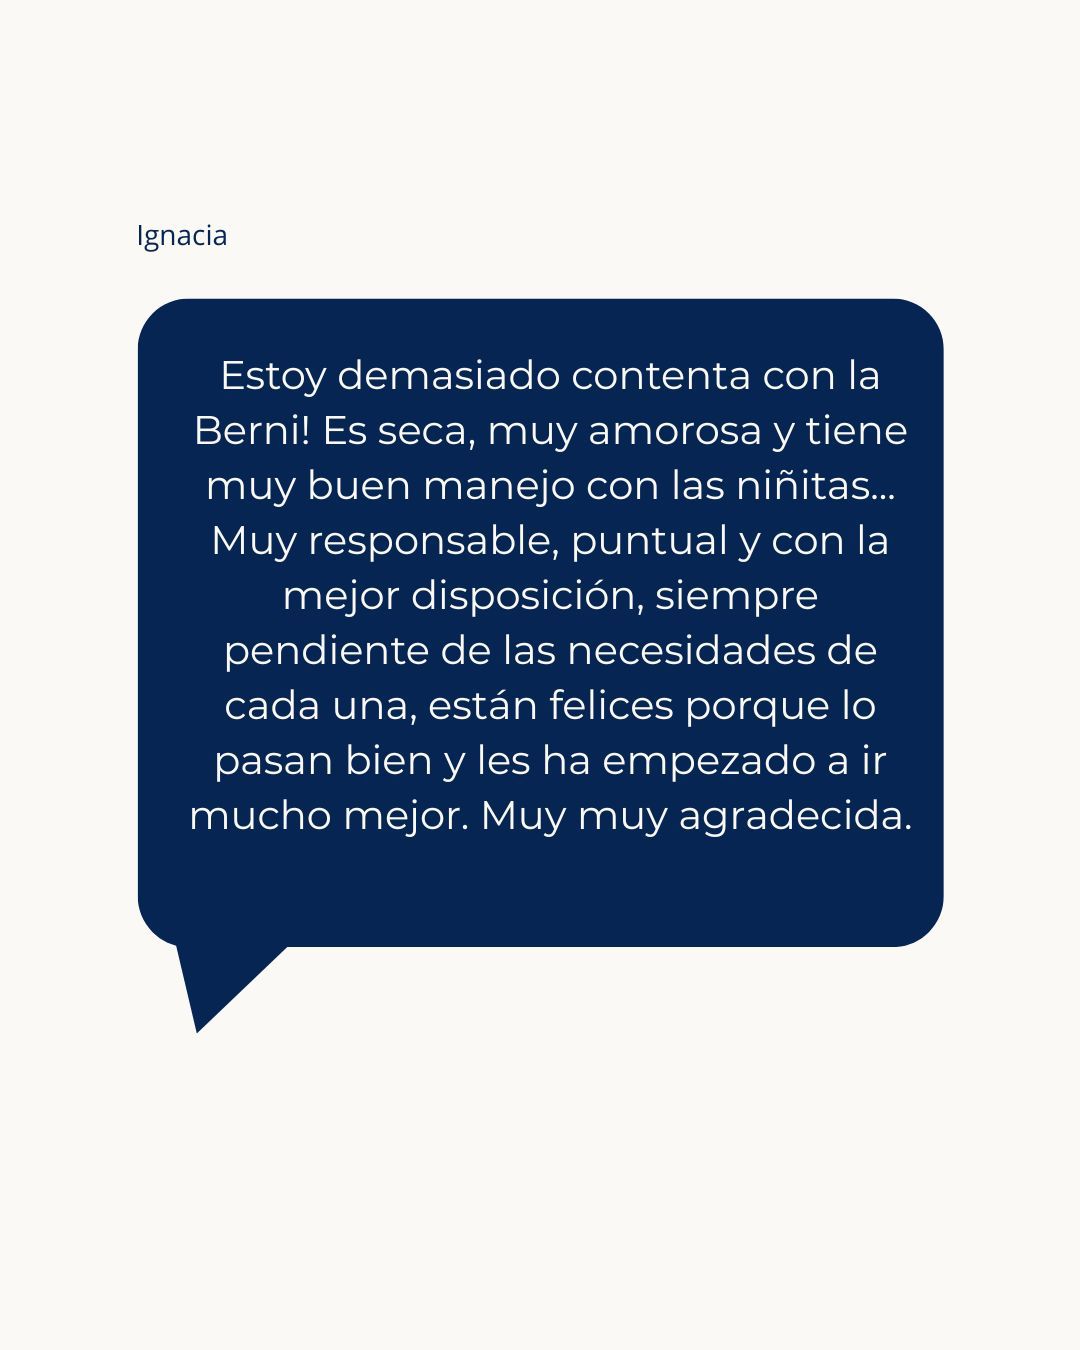 Ignacia
Estoy demasiado contenta con la
Berni! Es seca, muy amorosa y tiene
muy buen manejo con las niñitas...
Muy responsable, puntual y con la
mejor disposición, siempre
pendiente de las necesidades de
cada una, están felices porque lo
pasan bien y les ha empezado a ir
mucho mejor. Muy muy agradecida.